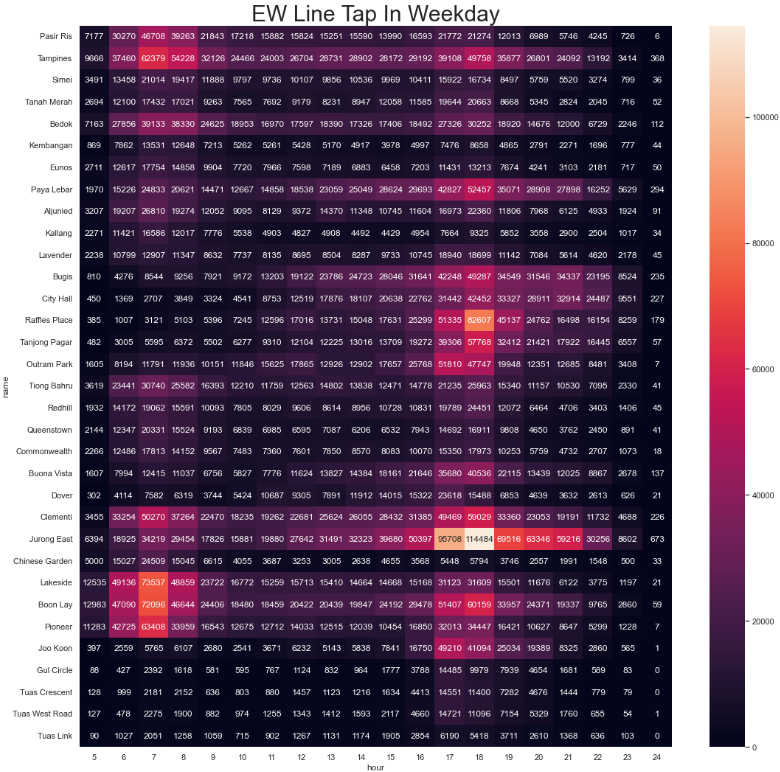 EW Line Tap In Weekday
Pasir Ris 7177 30270 46708 39263 21843 17218 15882 15824 15251 15590 13990 16593 21772 21274 12013 6989 5746 4245 726 6
Tampines 9666 37460 62379 54228 32126 24466 24003 26704 28731 28902 28172 29192 39108 49758 35877 26801 24092 13192 3414 368
Simei 3491 13458 21014 19417 11888 9797 9736 10107 9856 10536 9969 10411 15922 16734 8497 5759 5520 3274 799 36
Tanah Merah 2694 12100 17432 17021 9263 7565 7692 9179 8231 8947 12058 11585 19644 20663 8668 5345 2824 2045 716 52
Bedok 7163 27856 39133 38330 24625 18953 16970 17597 18390 17326 17406 18492 27326 30252 18920 14676 12000 6729 2246 112
Kembangan 869 7862 13531 12648 7213 5262 5261 5428 5170 4917 3978 4997 7476 8658 4865 2791 2271 1696 777 44
Eunos 2711 12617 17754 14858 9904 7720 7966 7598 7189 6883 6458 7203 11431 13213 7674 4241 3103 2181 717 50
Paya Lebar 1970 15226 24833 20621 14471 12667 14858 18538 23059 25049 28624 29693 42827 52457 35071 28908 27898 16252 5629 294
Aljunied 3207 19207 26810 19274 12052 9095 8129 9372 14370 11348 10745 11604 16973 22360 11806 7968 6125 4933 1924 91
Kallang 2271 11421 16586 12017 7776 5538 4903 4827 4908 4492 4429 4954 7664 9325 5852 3558 2900 2504 1017 34
Lavender 2238 10799 12907 11347 8632 7737 8135 8695 8504 8287 9733 10745 18940 18699 11142 7084 5614 4620 2178 45
Bugis 810 4276 8544 9256 7921 9172 13203 19122 23786 24723 28046 31641 42248 49287 34549 31546 34337 23195 8524 235
City Hall 450 1369 2707 3849 3324 4541 8753 12519 17876 18107 20638 22762 31442 42452 33327 28911 32914 24487 9551 227
Raffles Place 385 1007 3121 5103 5396 7245 12596 17016 13731 15048 17631 25299 51335 82607 45137 24762 16498 16154 8259 179
Tanjong Pagar 482 3005 5595 6372 5502 6277 9310 12104 12225 13016 13709 19272 39306 57768 32412 21421 17922 16445 6557 57
Outram Park 1605 8194 11791 11936 10151 11846 15625 17865 12926 12902 17657 25768 51810 47747 19948 12351 12685 8481 3408 7
Tiong Bahru 3619 23441 30740 25582 16393 12210 11759 12563 14802 13838 12471 14778 21235 25963 15340 11157 10530 7095 2330 41
Redhill 1932 14172 19062 15591 10093 7805 8029 9606 8614 8956 10728 10831 19789 24451 12072 6464 4706 3403 1406 45
Queenstown 2144 12347 20331 15524 9193 6839 6985 6595 7087 6206 6532 7943 14692 16911 9808 4650 3762 2450 891 41
Commonwealth 2266 12486 17813 14152 9567 7483 7360 7601 7850 8570 8083 10070 15350 17973 10253 5759 4732 2707 1073 18
Buona Vista 1607 7994 12415 11037 6756 5827 7776 11624 13827 14384 18161 21646 35680 40536 22115 13439 12025 8867 2678 137
Dover 302 4114 7582 6319 3744 5424 10687 9305 7891 11912 14015 15322 23618 15488 6853 4639 3632 2613 626 21
Clementi 3455 33254 50270 37264 22470 18235 19262 22681 25624 26055 28432 31385 49469 59029 33360 23053 19191 11732 4688 226
Jurong East 6394 18925 34219 29454 17826 15881 19880 27642 31491 32323 39680 50397 95708 114484 69516 63346 59216 30256 8602 673
Chinese Garden 5000 15027 24509 15045 6615 4055 3687 3253 3005 2638 4655 3568 5448 5794 3746 2557 1991 1548 500 33
Lakeside 12535 49136 73537 48859 23722 16772 15259 15713 15410 14664 14668 15168 31123 31609 15501 11676 6122 3775 1197 21
Boon Lay 12983 47090 72096 46644 24406 18480 18459 20422 20439 19847 24192 29478 51407 60159 33957 24371 19337 9765 2860 59
Pioneer 11283 42725 63408 33959 16543 12675 12712 14033 12515 12039 10454 16850 32013 34447 16421 10627 8647 5299 1228 7
Joo Koon 397 2559 5765 6107 2680 2541 3671 6232 5143 5838 7841 16750 49210 41094 25034 19389 8325 2860 565 1
Gul Circle 88 427 2392 1618 581 595 767 1124 832 964 1777 3788 14485 9979 7939 4654 1681 589 83 0
Tuas Crescent 128 999 2181 2152 636 803 880 1457 1123 1216 1634 4413 14551 11400 7282 4676 1444 779 79 0
Tuas West Road 127 478 2275 1900 882 974 1255 1343 1412 1593 2117 4660 14721 11096 7154 5329 1760 655 54 1
Tuas Link 90 1027 2051 1258 1059 715 902 1267 1131 1174 1905 2854 6190 5418 3711 2610 1368 636 103 0
5 6 7 8 9 10 11 12 13 14 15 16 17 18 19 20 21 22 23 24
hour
name
100000
80000
60000
40000
20000
0